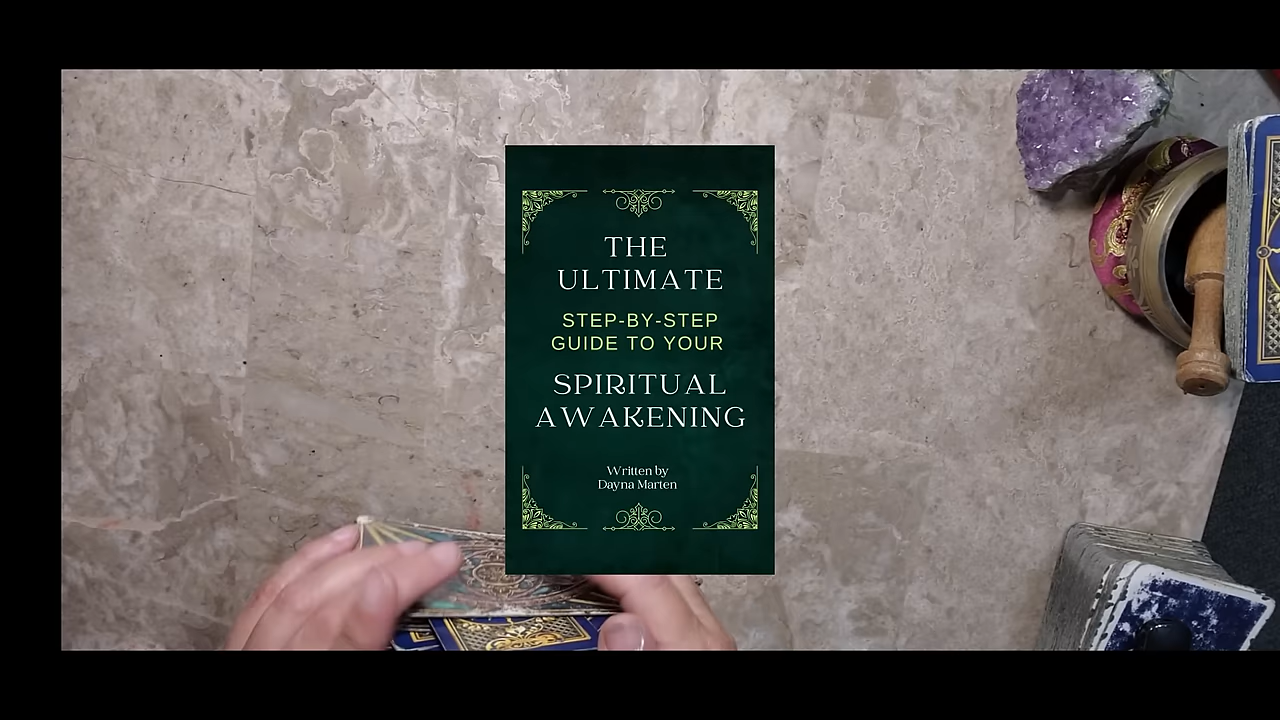 THE
ULTIMATE
STEP-BY-STEP
GUIDE TO YOUR
SPIRITUAL
AWAKENING
Written by
Dayna Marten